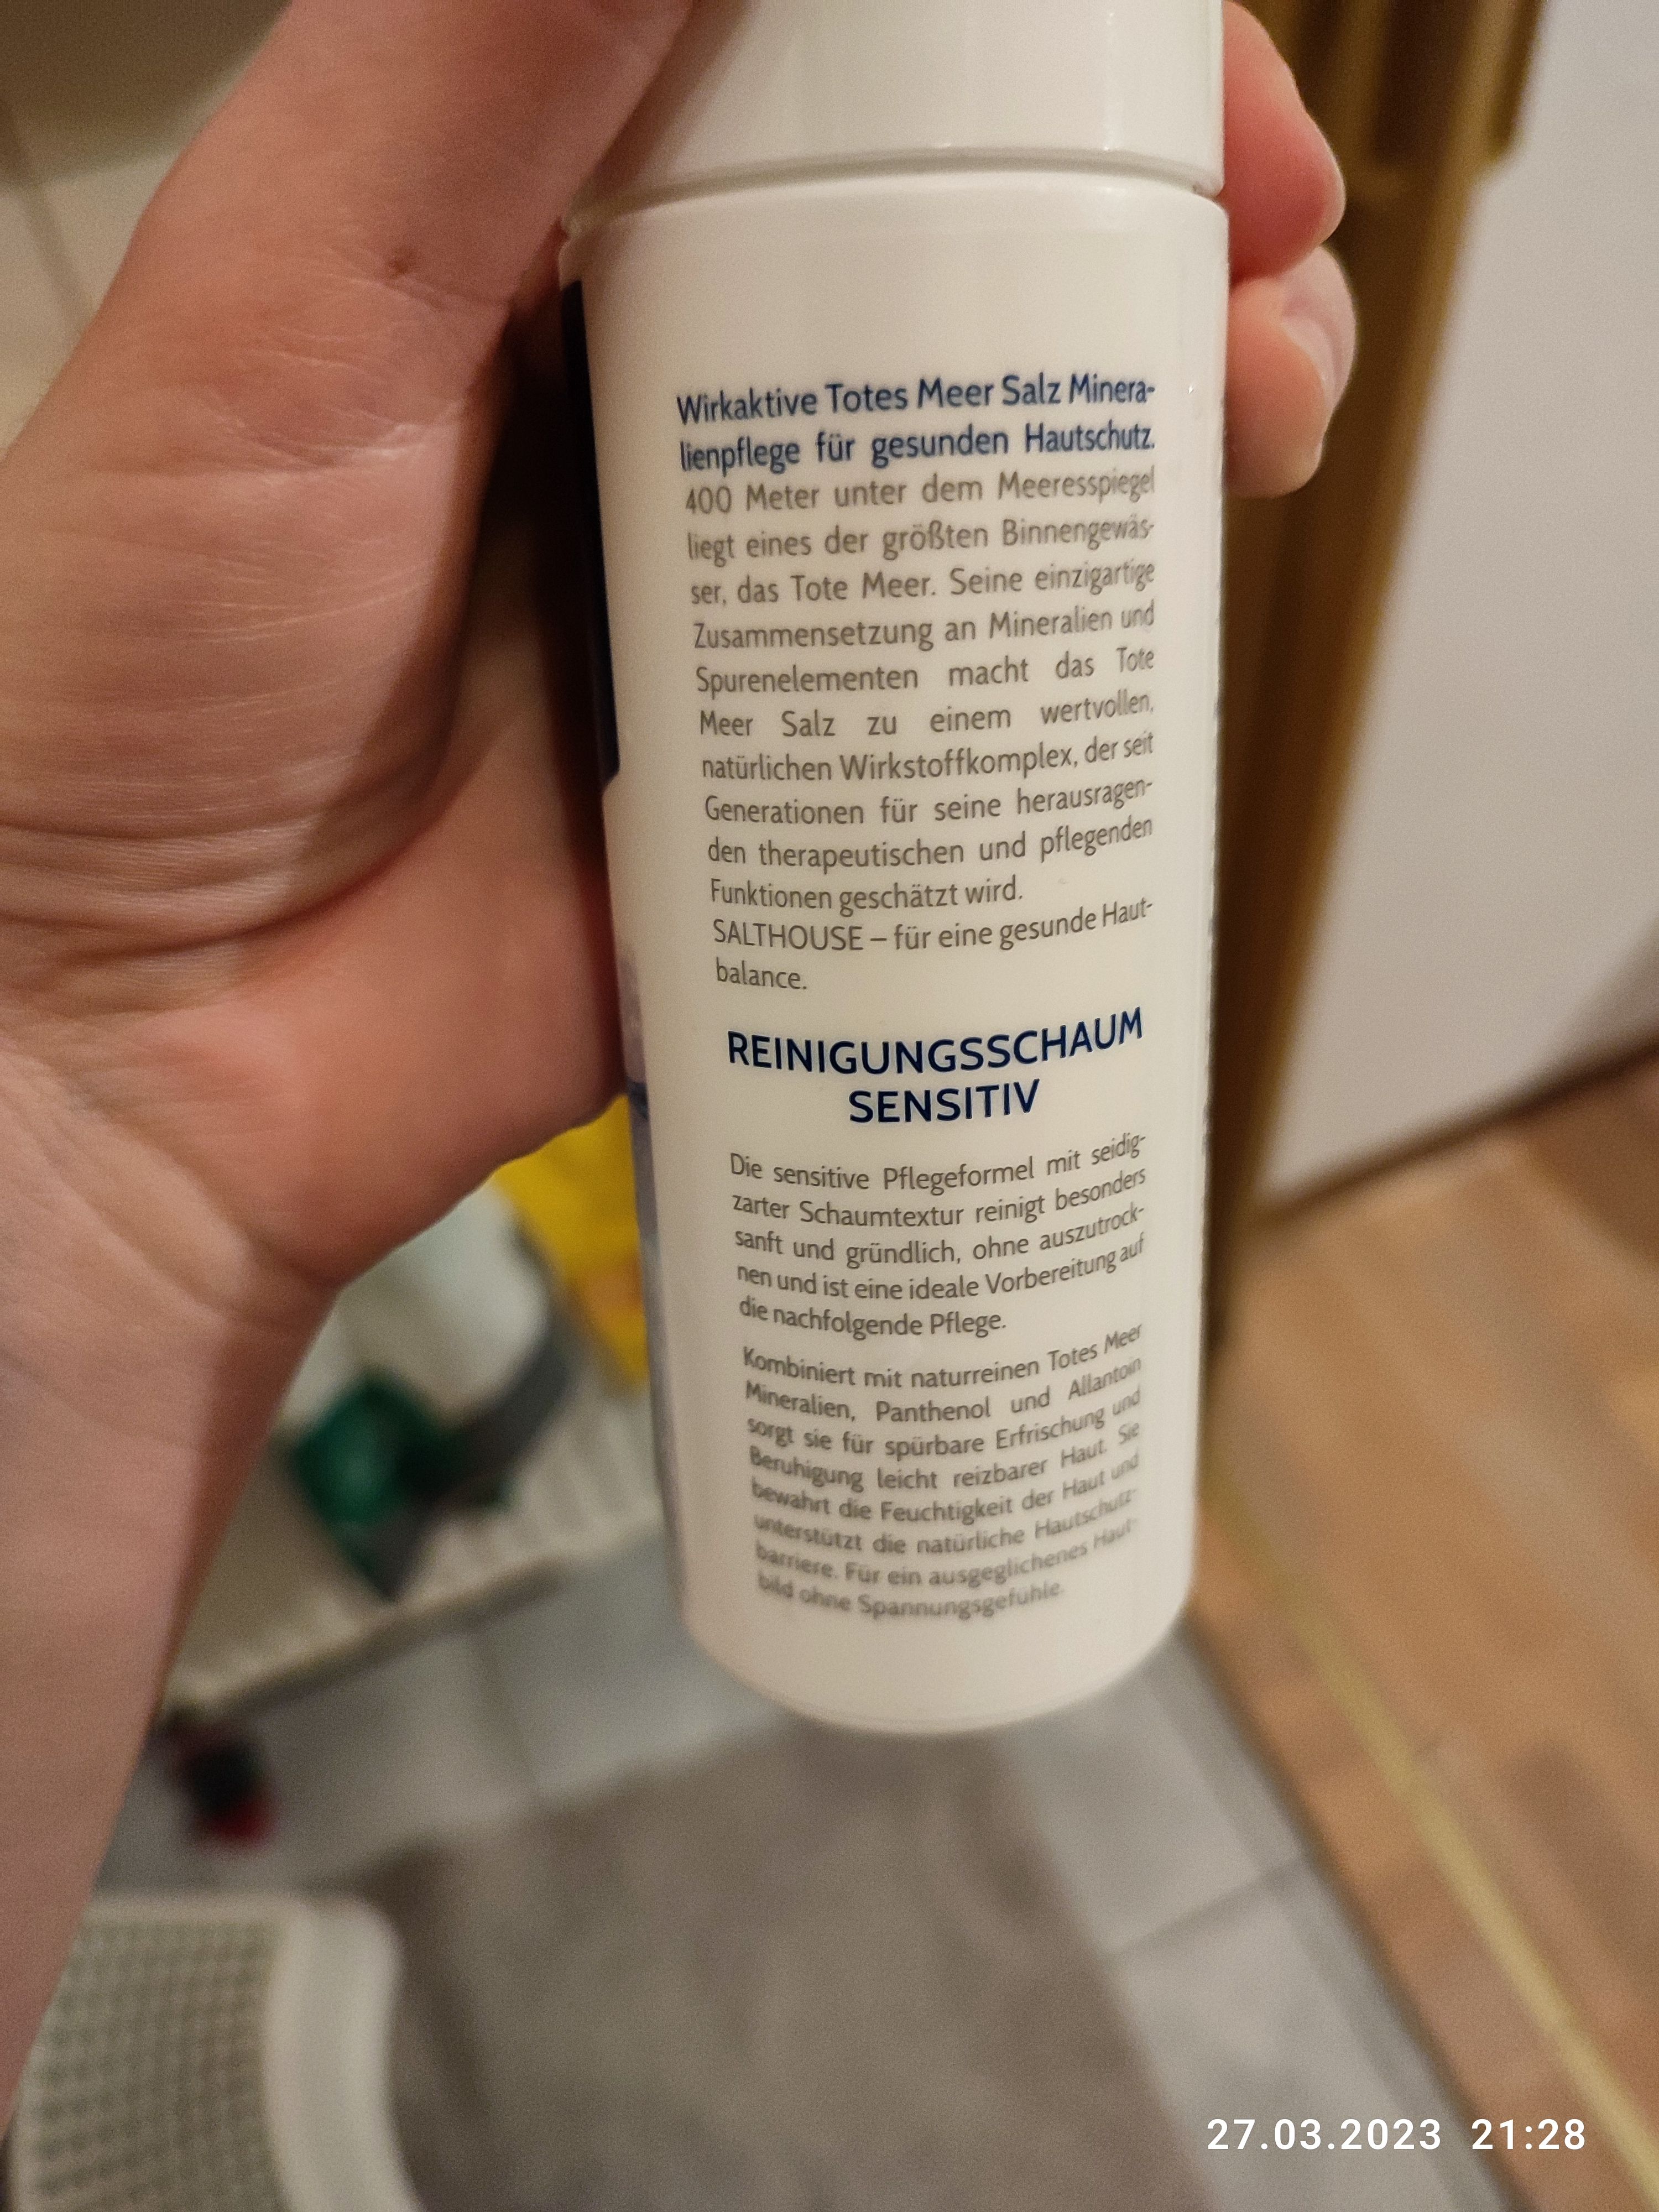 Wirkaktive Totes Meer Salz Minera-
lienpflege für gesunden Hautschutz.
400 Meter unter dem Meeresspiegel
liegt eines der größten Binnengewäs-
ser, das Tote Meer. Seine einzigartige
Zusammensetzung an Mineralien und
Spurenelementen macht das Tote
Meer Salz zu einem wertvollen,
natürlichen Wirkstoffkomplex, der seit
Generationen für seine herausragen-
den therapeutischen und pflegenden
Funktionen geschätzt wird.
SALTHOUSE – für eine gesunde Haut-
balance.
REINIGUNGSSCHAUM
SENSITIV
Die sensitive Pflegeformel mit seidig-
zarter Schaumtextur reinigt besonders
sanft und gründlich, ohne auszutrock-
nen und ist eine ideale Vorbereitung auf
die nachfolgende Pflege.
Kombiniert mit naturreinen Totes Meer
Mineralien, Panthenol und Allantoin
sorgt sie für spürbare Erfrischung und
Beruhigung leicht reizbarer Haut. Sie
bewahrt die Feuchtigkeit der Haut und
unterstützt die natürliche Hautschutz-
barriere. Für ein ausgeglichenes Haut-
bild ohne Spannungsgefühle.
27.03.2023 21:28